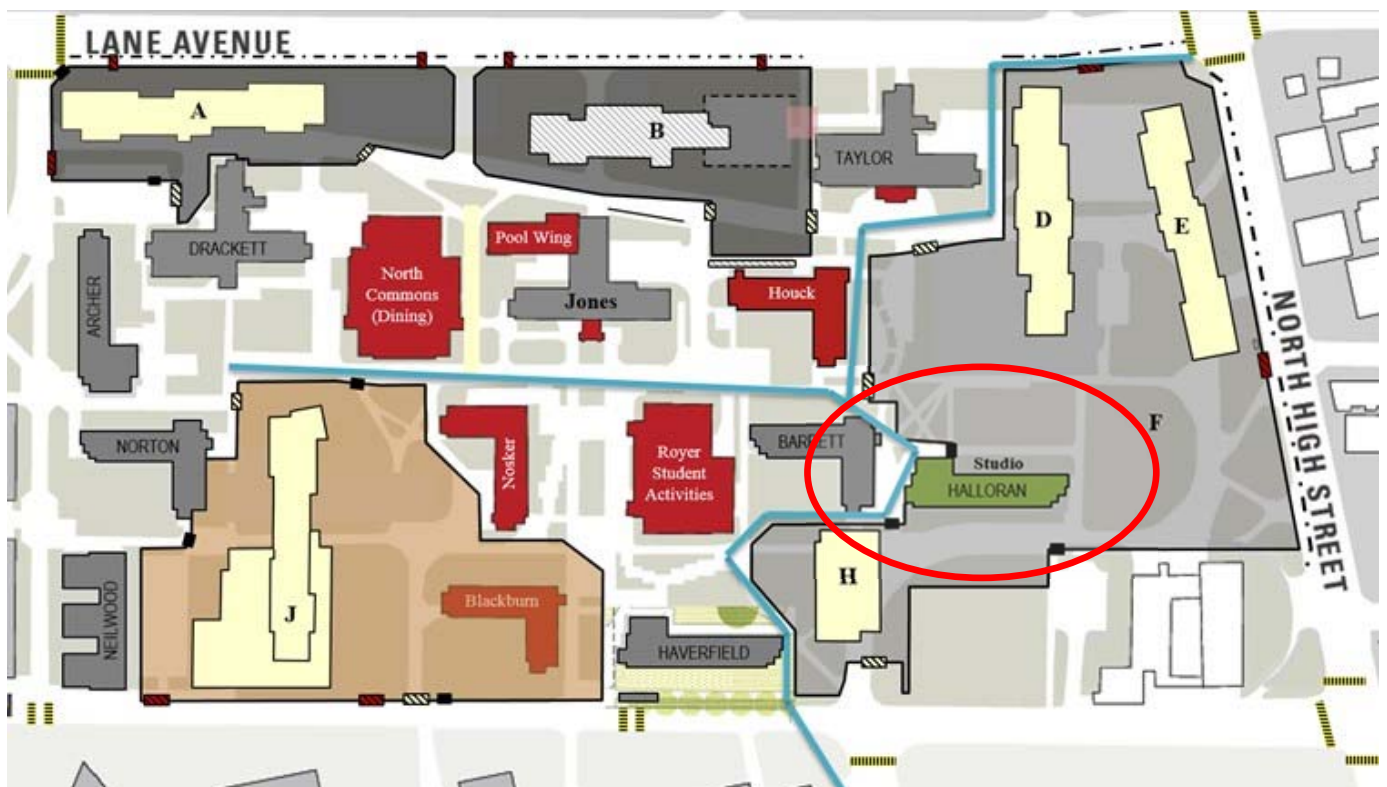 LANE AVENUE
A
B
TAYLOR
D
E
DRACKETT
Pool Wing
ARCHER
North
Commons
(Dining)
Jones
Houck
NORTH HIGH STREET
NORTON
Nosker
Royer
Student
Activities
BARRETT
F
Studio
HALLORAN
H
NEILWOOD
J
Blackburn
HAVERFIELD